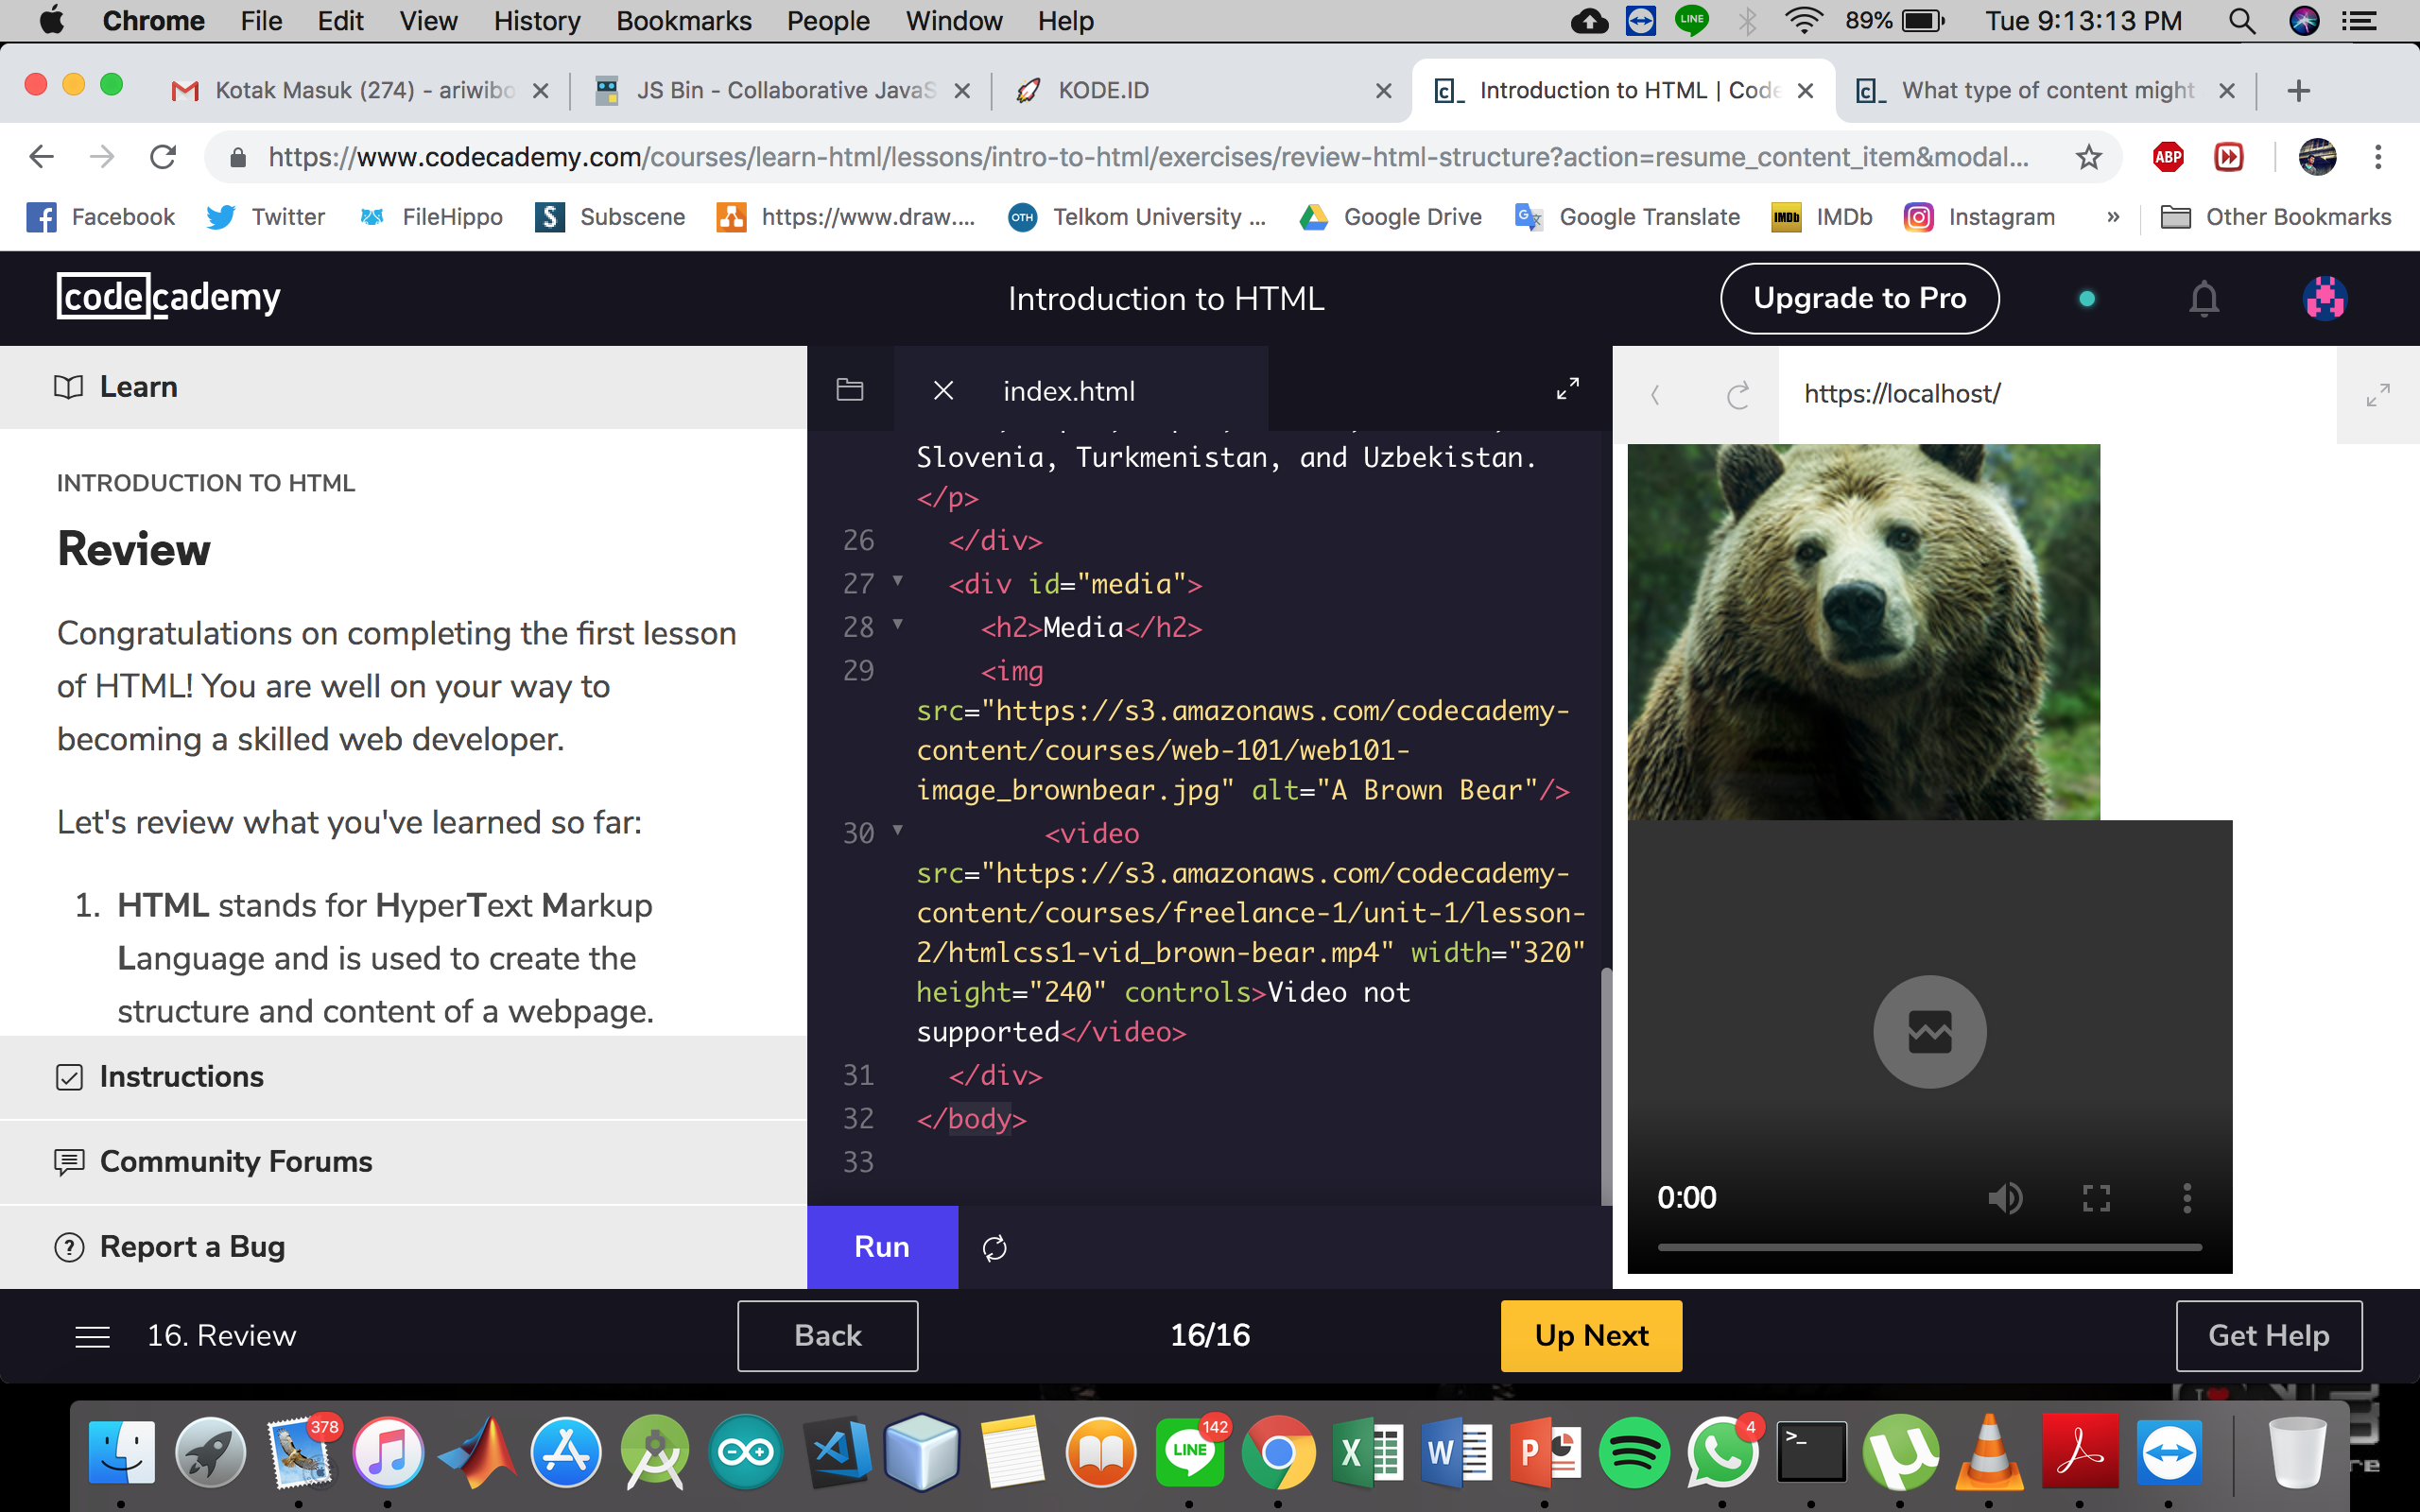 Chrome File Edit View History Bookmarks People Window Help
LINE 89% Tue 9:13:13 PM
Kotak Masuk (274) - ariwibo
JS Bin - Collaborative JavaS
KODE.ID
Introduction to HTML | Code
What type of content might
https://www.codecademy.com/courses/learn-html/lessons/intro-to-html/exercises/review-html-structure?action=resume_content_item&modal...
ABP
Facebook Twitter FileHippo Subscene https://www.draw.... Telkom University ... Google Drive Google Translate IMDb Instagram » Other Bookmarks
codecademy
Introduction to HTML
Upgrade to Pro
Learn
INTRODUCTION TO HTML
Review
Congratulations on completing the first lesson
of HTML! You are well on your way to
becoming a skilled web developer.
Let's review what you've learned so far:
1. HTML stands for HyperText Markup
Language and is used to create the
structure and content of a webpage.
Instructions
Community Forums
Report a Bug
index.html
Slovenia, Turkmenistan, and Uzbekistan.
</p>
26 </div>
27 <div id="media">
28 <h2>Media</h2>
29 <img
src="https://s3.amazonaws.com/codecademy-
content/courses/web-101/web101-
image_brownbear.jpg" alt="A Brown Bear"/>
30 <video
src="https://s3.amazonaws.com/codecademy-
content/courses/freelance-1/unit-1/lesson-
2/htmlcss1-vid_brown-bear.mp4" width="320"
height="240" controls>Video not
supported</video>
31 </div>
32 </body>
33
Run
https://localhost/
0:00
16. Review
Back
16/16
Up Next
Get Help
378
LINE
142
4